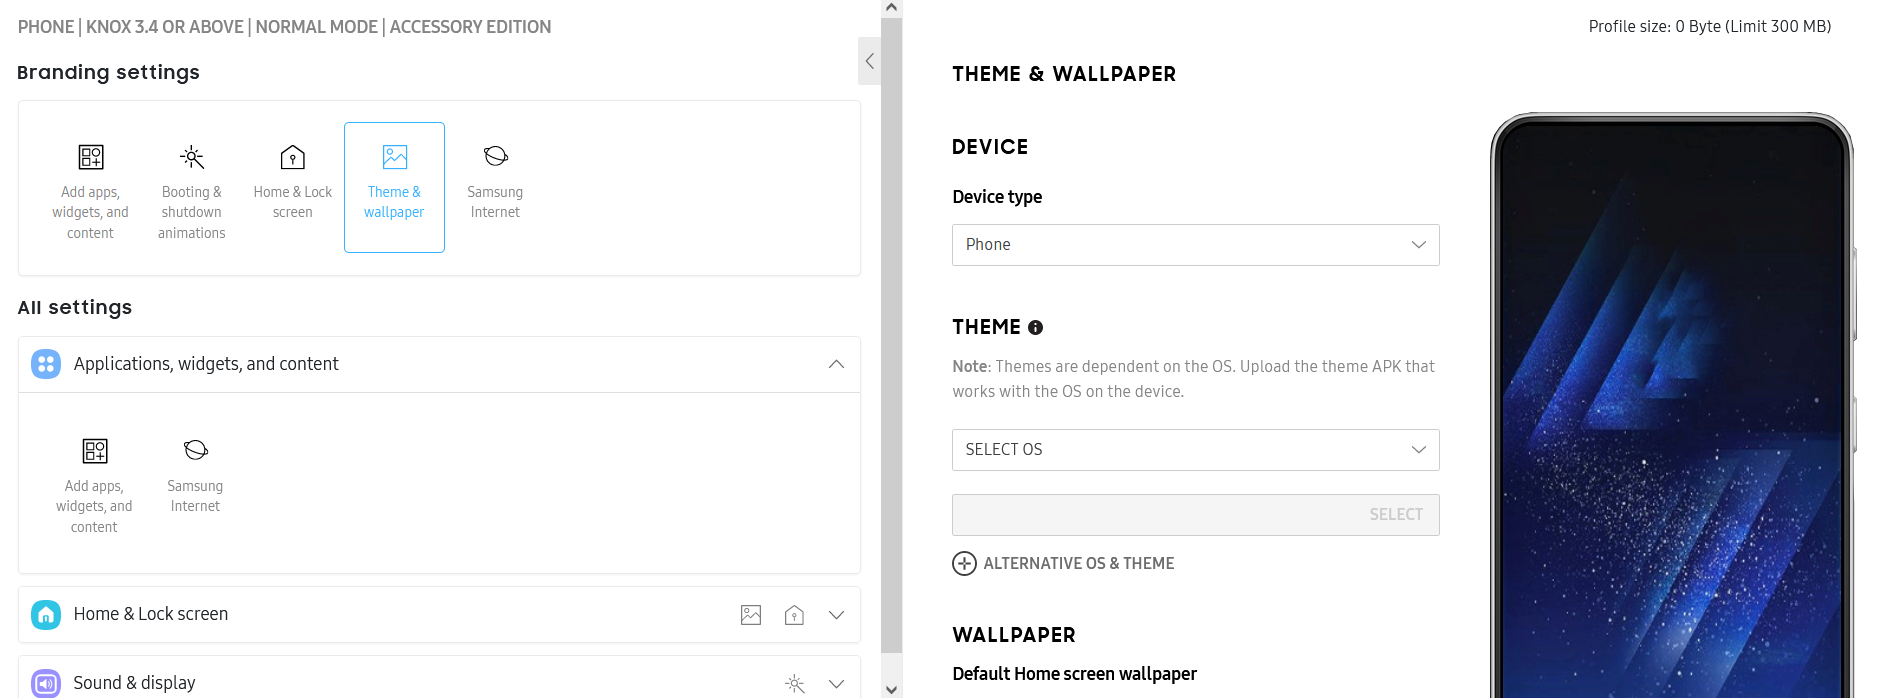 PHONE | KNOX 3.4 OR ABOVE | NORMAL MODE | ACCESSORY EDITION
Branding settings
Add apps,
widgets, and
content
Booting &
shutdown
animations
Home & Lock
screen
Theme &
wallpaper
Samsung
Internet
All settings
Applications, widgets, and content
Add apps,
widgets, and
content
Samsung
Internet
Home & Lock screen
Sound & display
Profile size: 0 Byte (Limit 300 MB)
THEME & WALLPAPER
DEVICE
Device type
Phone
THEME
Note: Themes are dependent on the OS. Upload the theme APK that
works with the OS on the device.
SELECT OS
SELECT
ALTERNATIVE OS & THEME
WALLPAPER
Default Home screen wallpaper